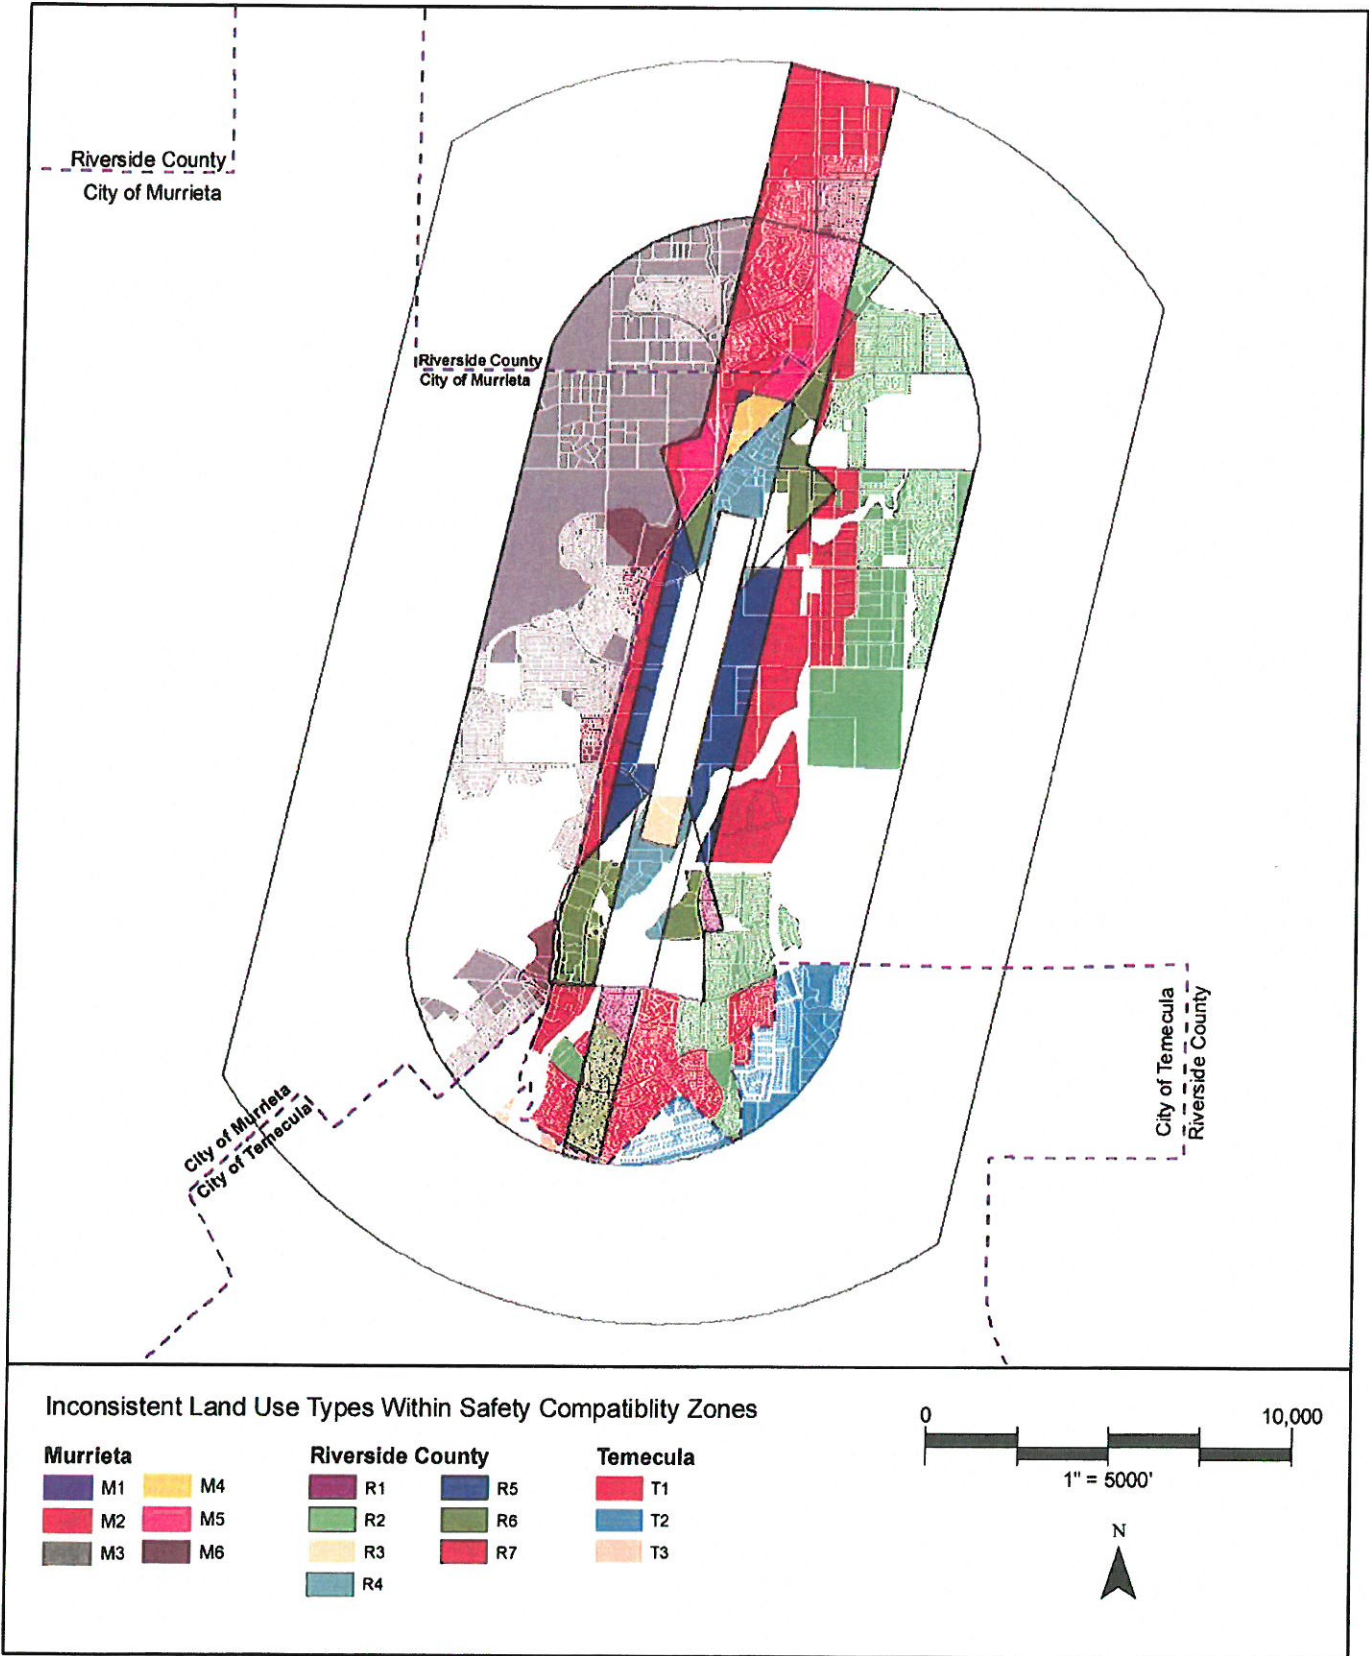 Riverside County
City of Murrieta
Riverside County
City of Murrieta
City of Murrieta
City of Temecula
City of Temecula
Riverside County
Inconsistent Land Use Types Within Safety Compatiblity Zones
Murrieta
M1
M2
M3
M4
M5
M6
Riverside County
R1
R2
R3
R4
R5
R6
R7
Temecula
T1
T2
T3
0 10,000
1" = 5000'
N